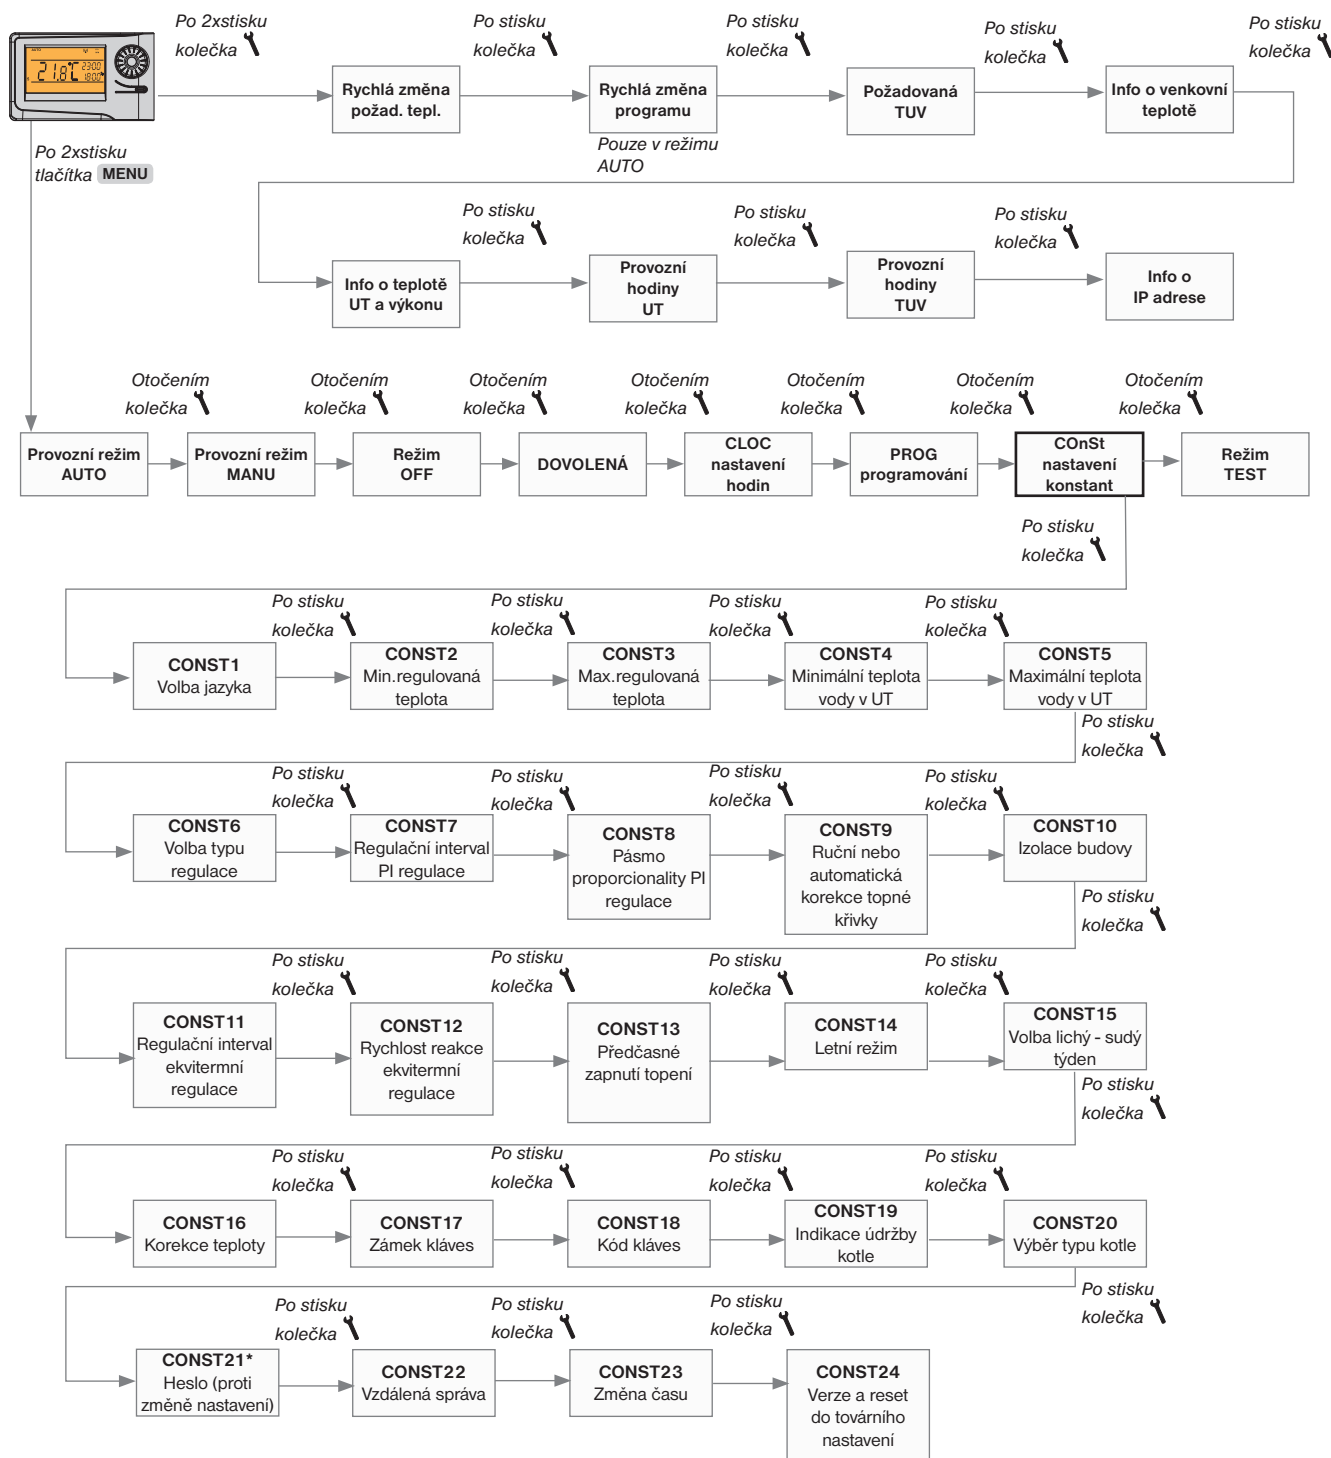 Po 2xstisku
kolečka
Po stisku
kolečka
Po stisku
kolečka
Po stisku
kolečka
Po stisku
kolečka
AUTO
21.8°C
2300
1800
Rychlá změna
požad. tepl.
Rychlá změna
programu
Požadovaná
TUV
Info o venkovní
teplotě
Pouze v režimu
AUTO
Po 2xstisku
tlačítka MENU
Po stisku
kolečka
Po stisku
kolečka
Po stisku
kolečka
Info o teplotě
UT a výkonu
Provozní
hodiny
UT
Provozní
hodiny
TUV
Info o
IP adrese
Otočením
kolečka
Otočením
kolečka
Otočením
kolečka
Otočením
kolečka
Otočením
kolečka
Otočením
kolečka
Otočením
kolečka
Provozní režim
AUTO
Provozní režim
MANU
Režim
OFF
DOVOLENÁ
CLOC
nastavení
hodin
PROG
programování
COnSt
nastavení
konstant
Režim
TEST
Po stisku
kolečka
Po stisku
kolečka
Po stisku
kolečka
Po stisku
kolečka
Po stisku
kolečka
CONST1
Volba jazyka
CONST2
Min.regulovaná
teplota
CONST3
Max.regulovaná
teplota
CONST4
Minimální teplota
vody v UT
CONST5
Maximální teplota
vody v UT
Po stisku
kolečka
Po stisku
kolečka
Po stisku
kolečka
Po stisku
kolečka
Po stisku
kolečka
CONST6
Volba typu
regulace
CONST7
Regulační interval
PI regulace
CONST8
Pásmo
proporcionality PI
regulace
CONST9
Ruční nebo
automatická
korekce topné
křivky
CONST10
Izolace budovy
Po stisku
kolečka
Po stisku
kolečka
Po stisku
kolečka
Po stisku
kolečka
Po stisku
kolečka
CONST11
Regulační interval
ekvitermní
regulace
CONST12
Rychlost reakce
ekvitermní
regulace
CONST13
Předčasné
zapnutí topení
CONST14
Letní režim
CONST15
Volba lichý - sudý
týden
Po stisku
kolečka
Po stisku
kolečka
Po stisku
kolečka
Po stisku
kolečka
Po stisku
kolečka
CONST16
Korekce teploty
CONST17
Zámek kláves
CONST18
Kód kláves
CONST19
Indikace údržby
kotle
CONST20
Výběr typu kotle
Po stisku
kolečka
Po stisku
kolečka
Po stisku
kolečka
Po stisku
kolečka
CONST21*
Heslo (proti
změně nastavení)
CONST22
Vzdálená správa
CONST23
Změna času
CONST24
Verze a reset
do továrního
nastavení